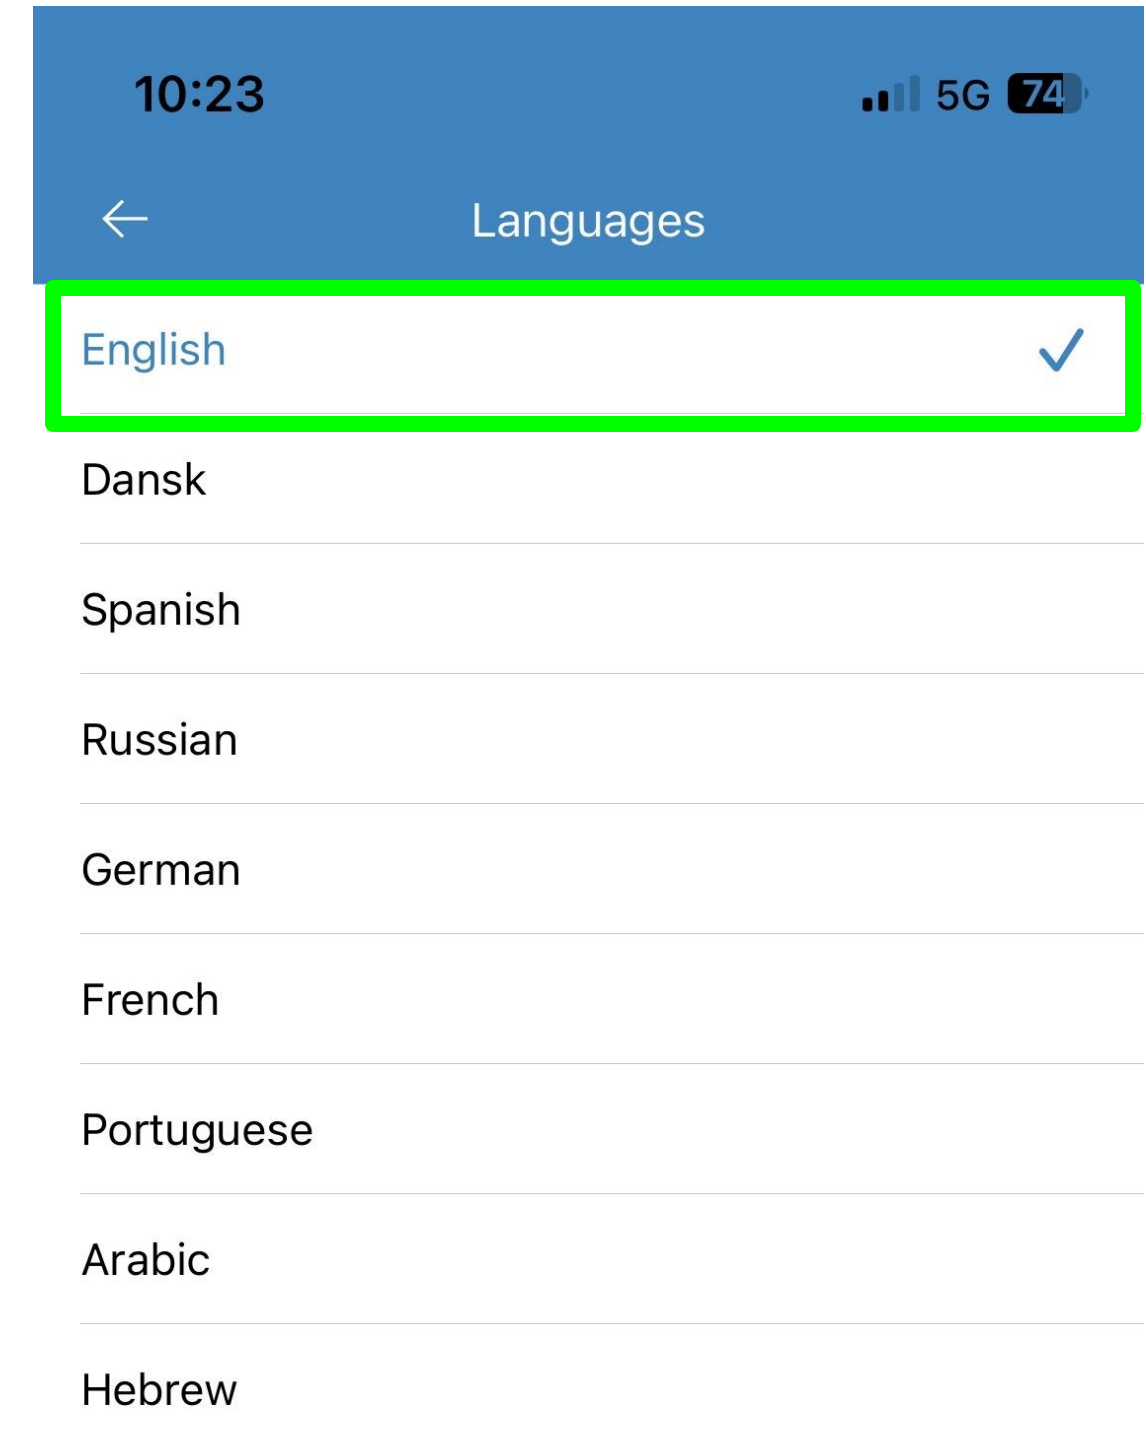 10:23 5G 74
Languages
English
Dansk
Spanish
Russian
German
French
Portuguese
Arabic
Hebrew